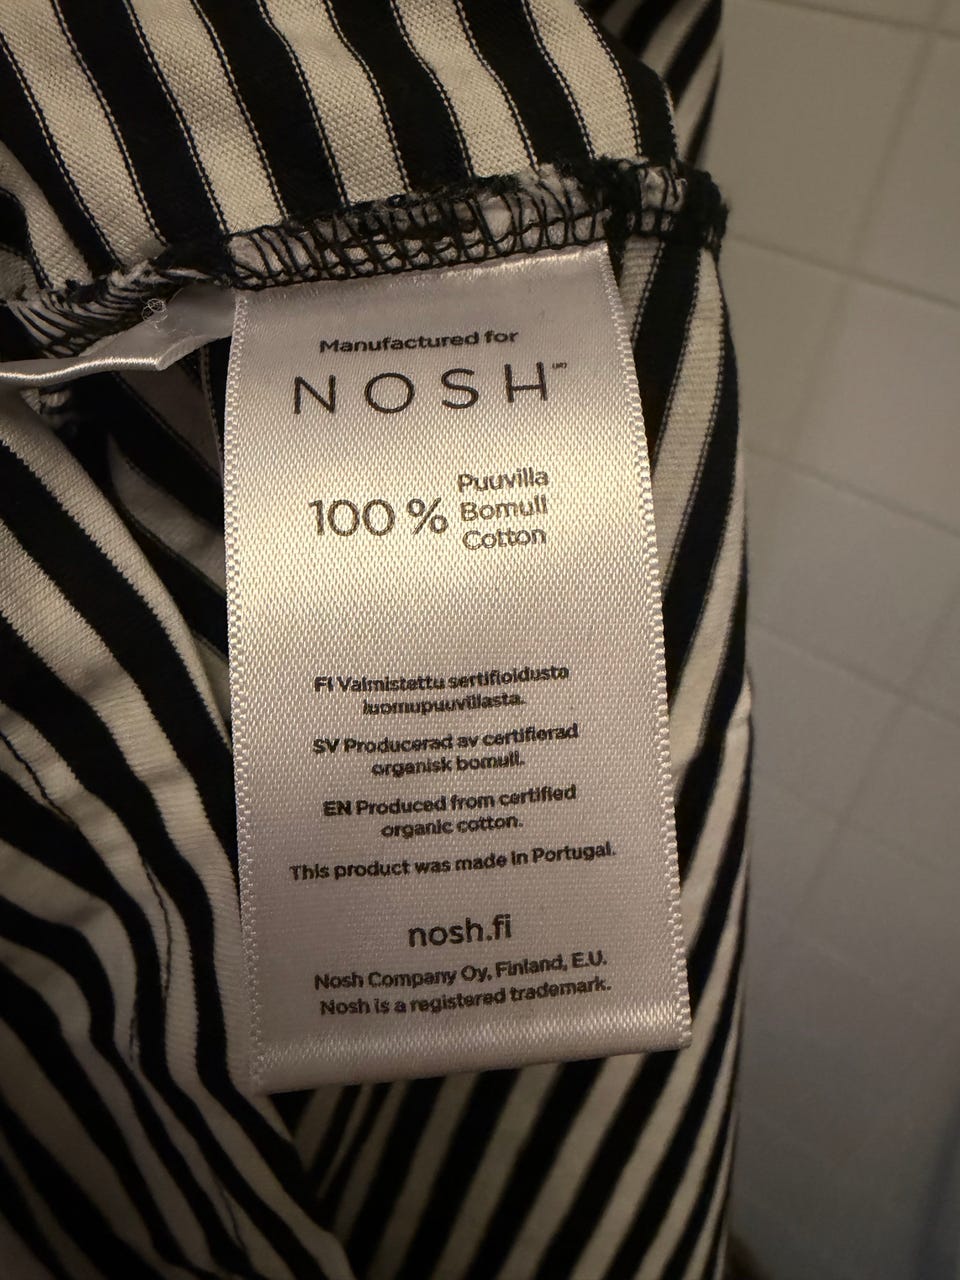 Manufactured for
NOSH
100 % Puuvilla
Bomull
Cotton
FI Valmistettu sertifioidusta
luomupuuvillasta.
SV Producerad av certifierad
organisk bomull.
EN Produced from certified
organic cotton.
This product was made in Portugal.
nosh.fi
Nosh Company Oy, Finland, E.U.
Nosh is a registered trademark.